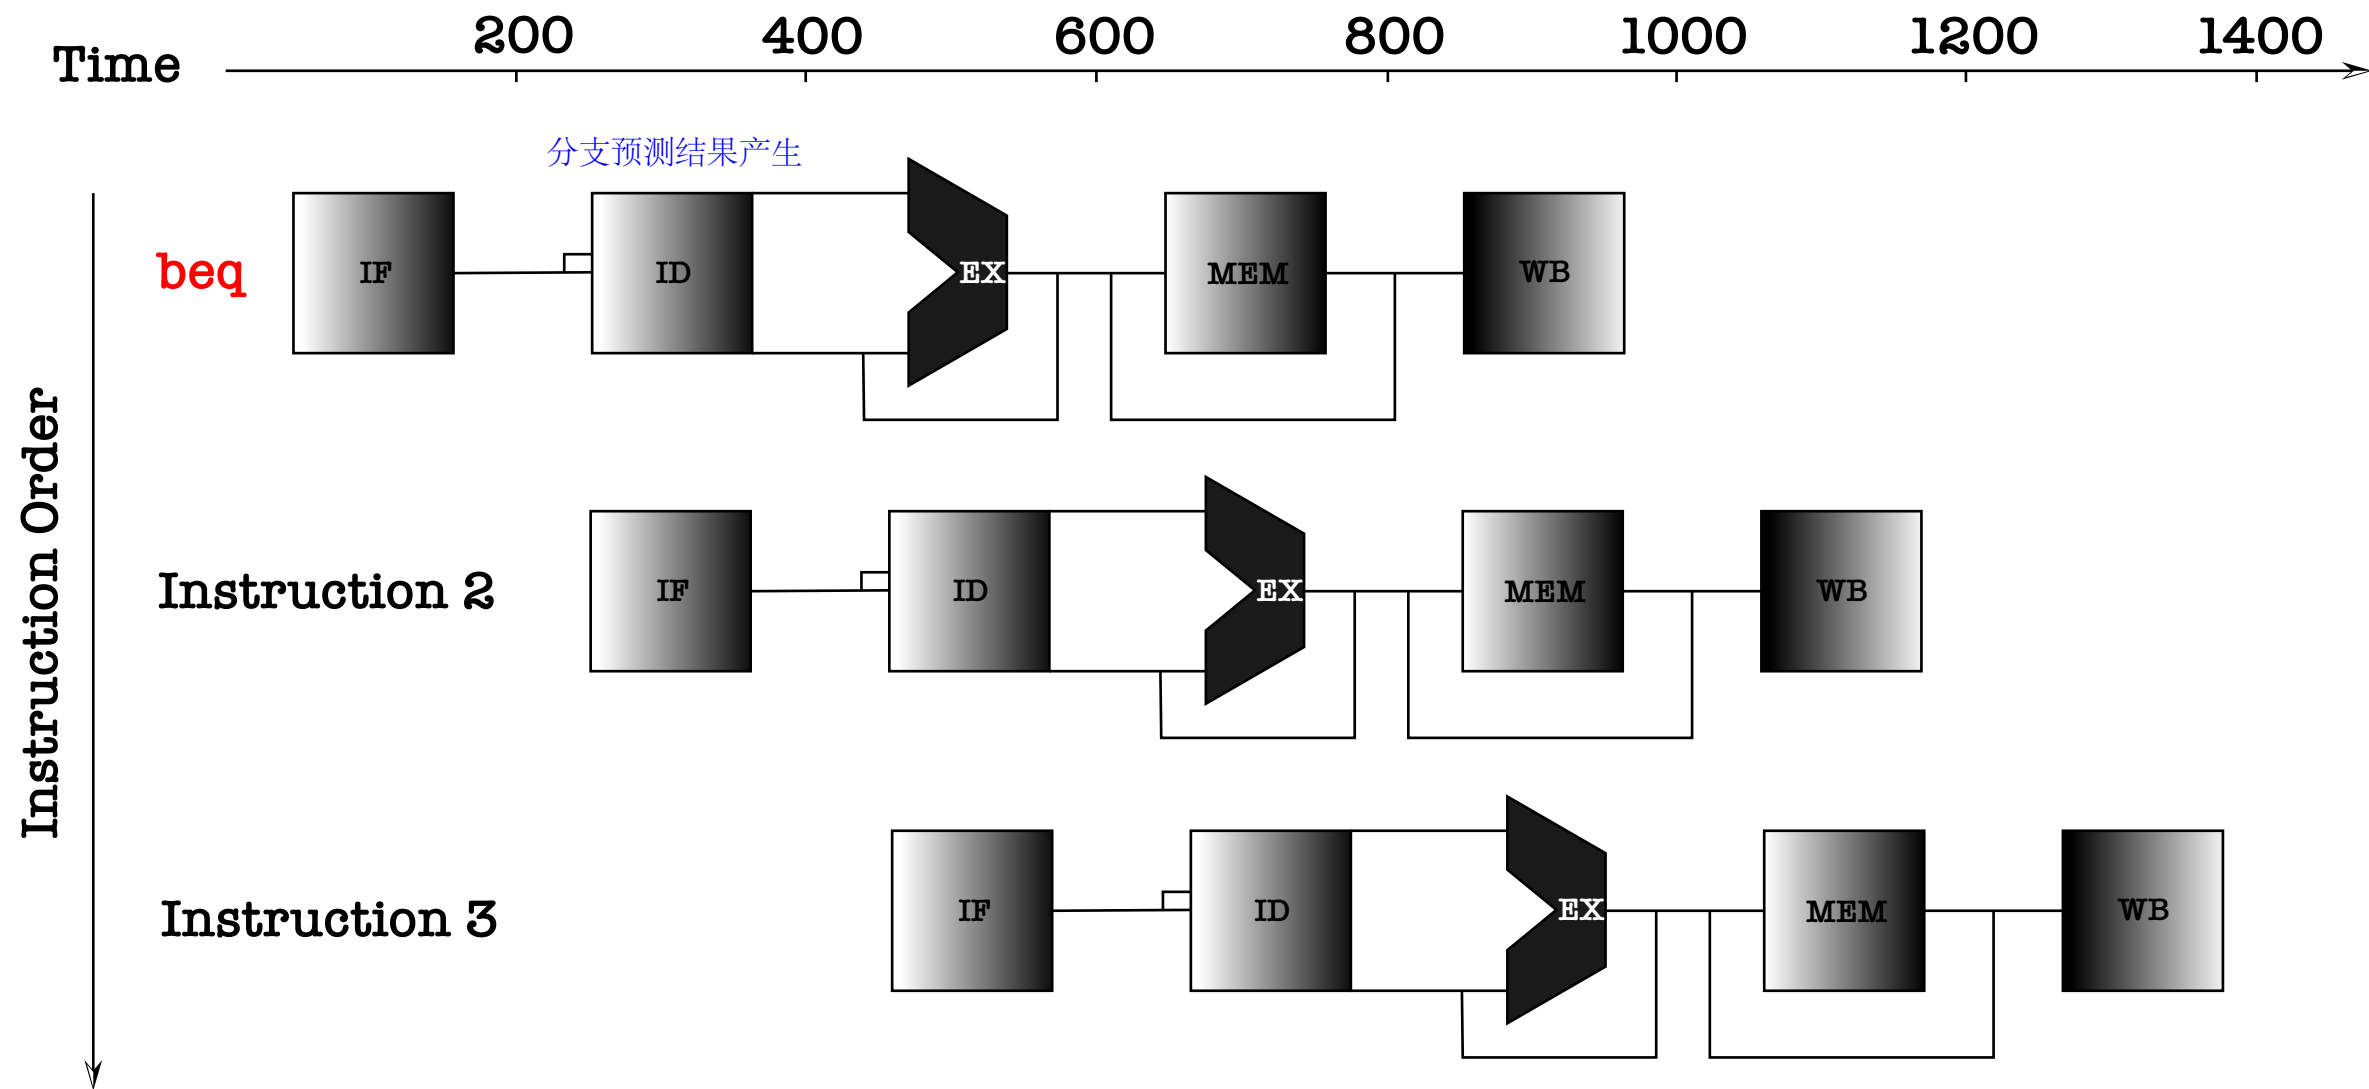 Time 200 400 600 800 1000 1200 1400
分支预测结果产生
beq IF ID EX MEM WB
Instruction Order
Instruction 2 IF ID EX MEM WB
Instruction 3 IF ID EX MEM WB